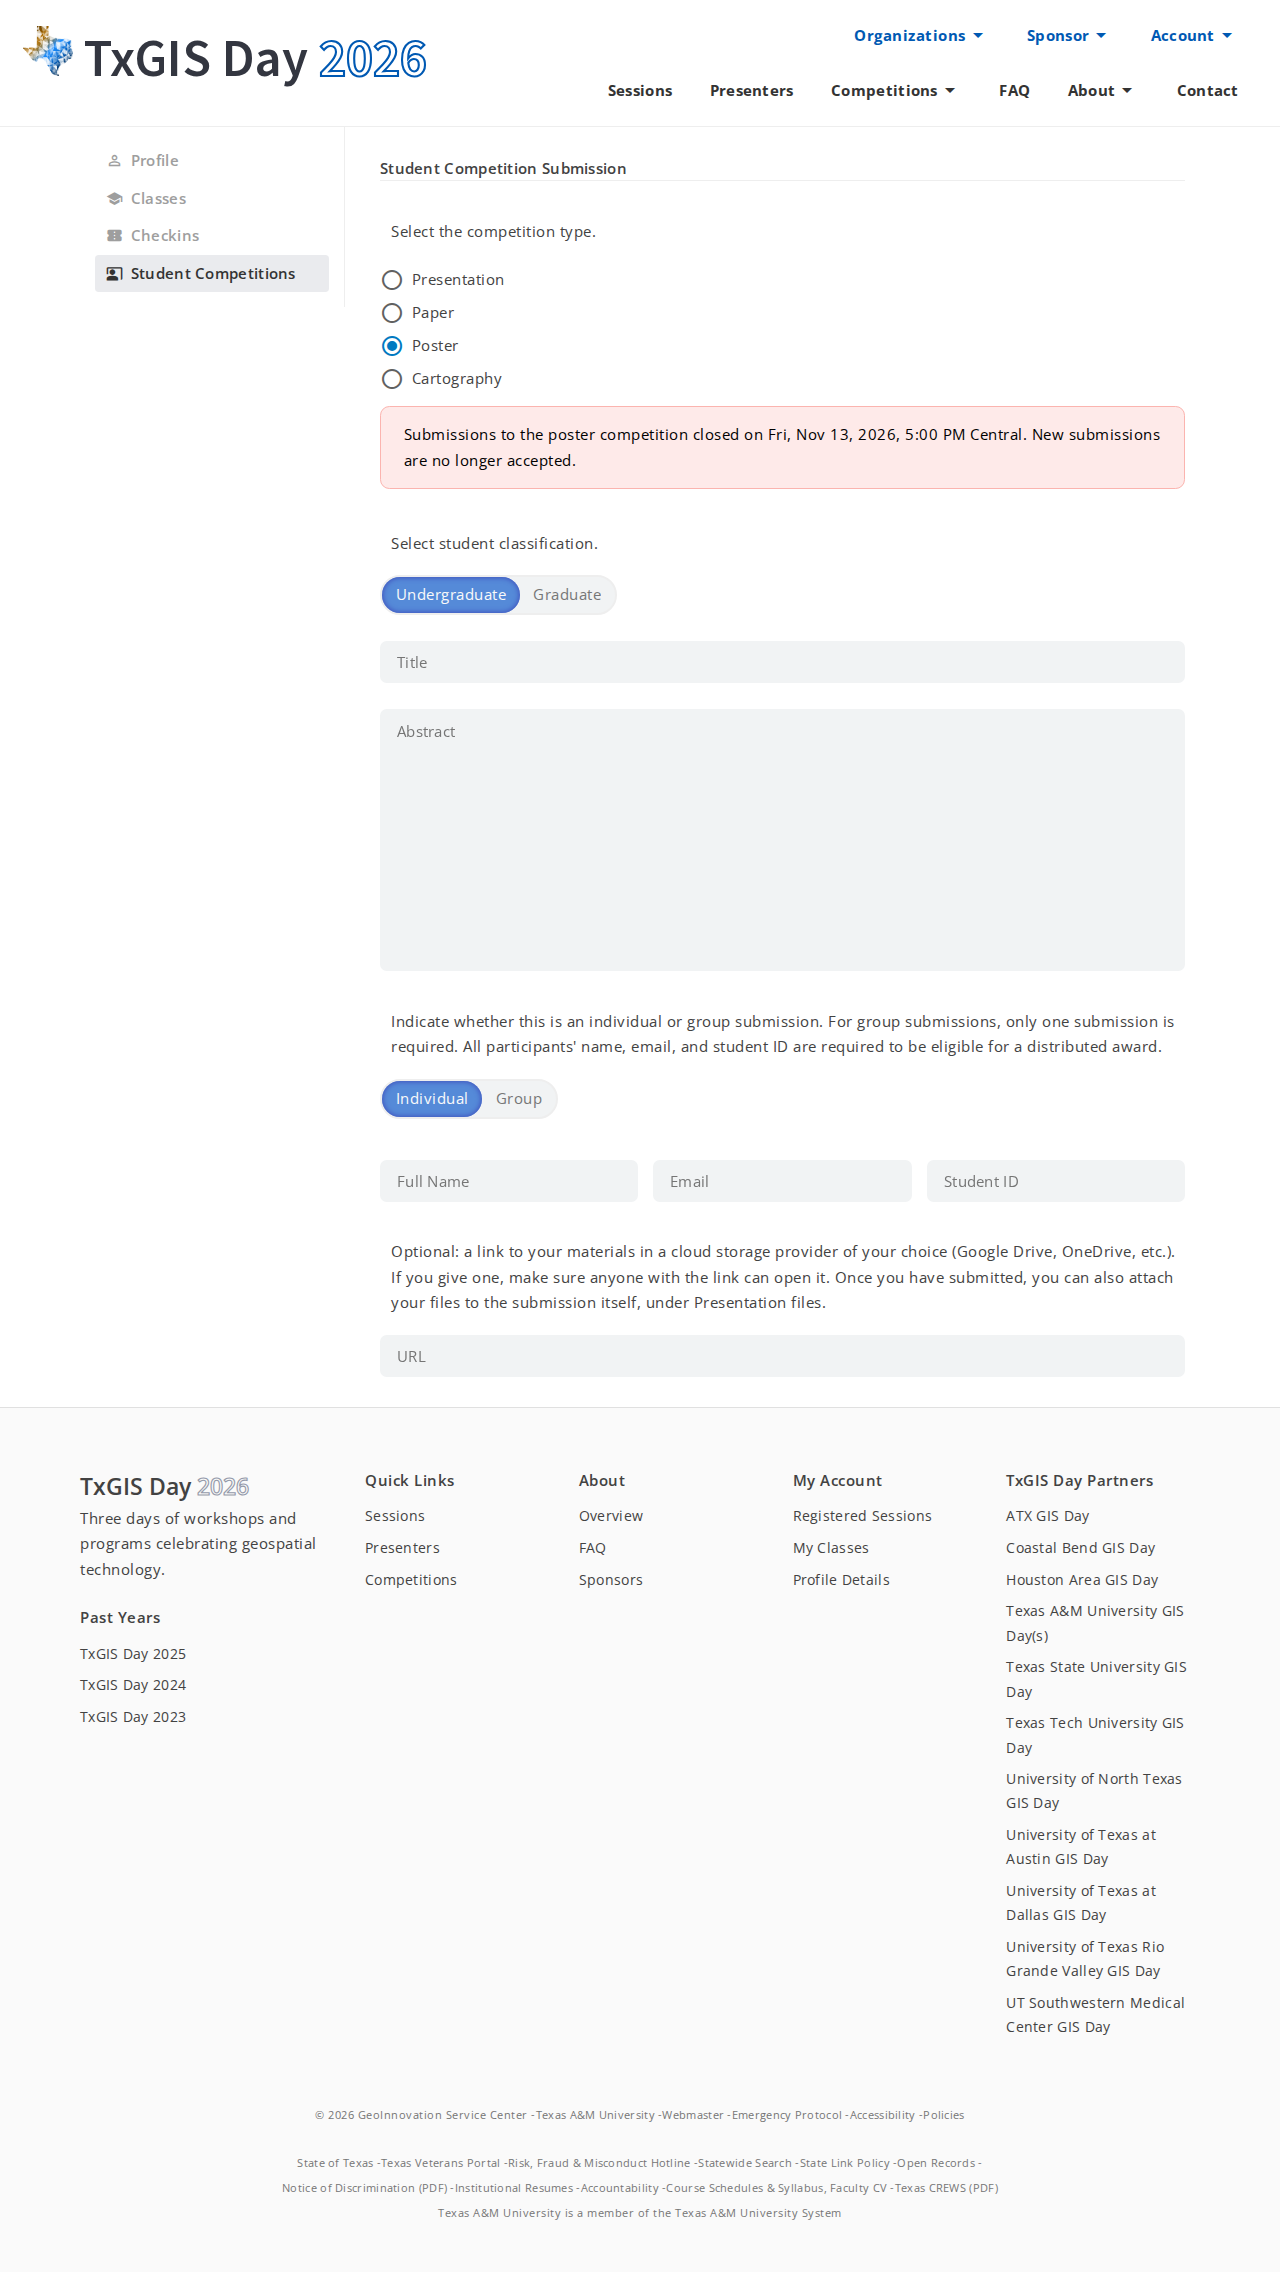 TxGIS Day 2026
Organizations
Sponsor
Account
Sessions
Presenters
Competitions
FAQ
About
Contact
Profile
Classes
Checkins
Student Competitions
Student Competition Submission
Select the competition type.
Presentation
Paper
Poster
Cartography
Submissions to the poster competition closed on Fri, Nov 13, 2026, 5:00 PM Central. New submissions
are no longer accepted.
Select student classification.
Undergraduate
Graduate
Title
Abstract
Indicate whether this is an individual or group submission. For group submissions, only one submission is
required. All participants' name, email, and student ID are required to be eligible for a distributed award.
Individual
Group
Full Name
Email
Student ID
Optional: a link to your materials in a cloud storage provider of your choice (Google Drive, OneDrive, etc.).
If you give one, make sure anyone with the link can open it. Once you have submitted, you can also attach
your files to the submission itself, under Presentation files.
URL
TxGIS Day 2026
Three days of workshops and
programs celebrating geospatial
technology.
Past Years
TxGIS Day 2025
TxGIS Day 2024
TxGIS Day 2023
Quick Links
Sessions
Presenters
Competitions
About
Overview
FAQ
Sponsors
My Account
Registered Sessions
My Classes
Profile Details
TxGIS Day Partners
ATX GIS Day
Coastal Bend GIS Day
Houston Area GIS Day
Texas A&M University GIS
Day(s)
Texas State University GIS
Day
Texas Tech University GIS
Day
University of North Texas
GIS Day
University of Texas at
Austin GIS Day
University of Texas at
Dallas GIS Day
University of Texas Rio
Grande Valley GIS Day
UT Southwestern Medical
Center GIS Day
© 2026 GeoInnovation Service Center -Texas A&M University -Webmaster -Emergency Protocol -Accessibility -Policies
State of Texas -Texas Veterans Portal -Risk, Fraud & Misconduct Hotline -Statewide Search -State Link Policy -Open Records -
Notice of Discrimination (PDF) -Institutional Resumes -Accountability -Course Schedules & Syllabus, Faculty CV -Texas CREWS (PDF)
Texas A&M University is a member of the Texas A&M University System